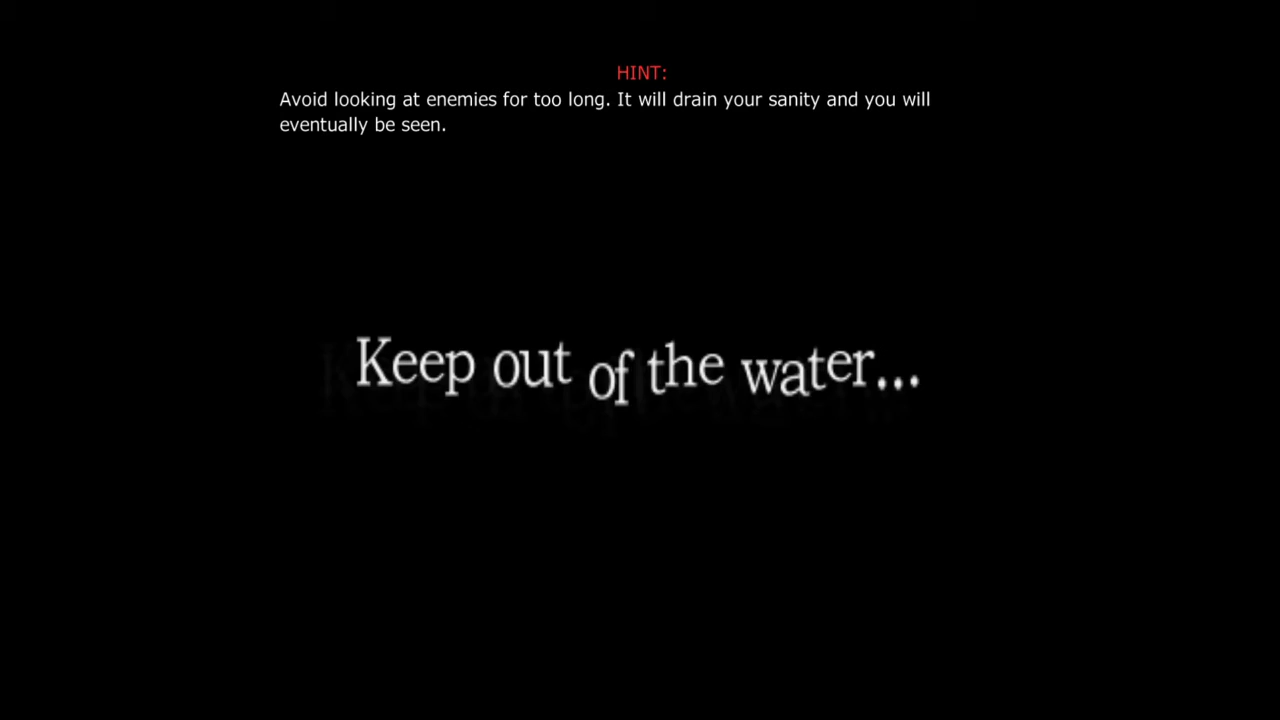 HINT:
Avoid looking at enemies for too long. It will drain your sanity and you will
eventually be seen.
Keep out of the water...